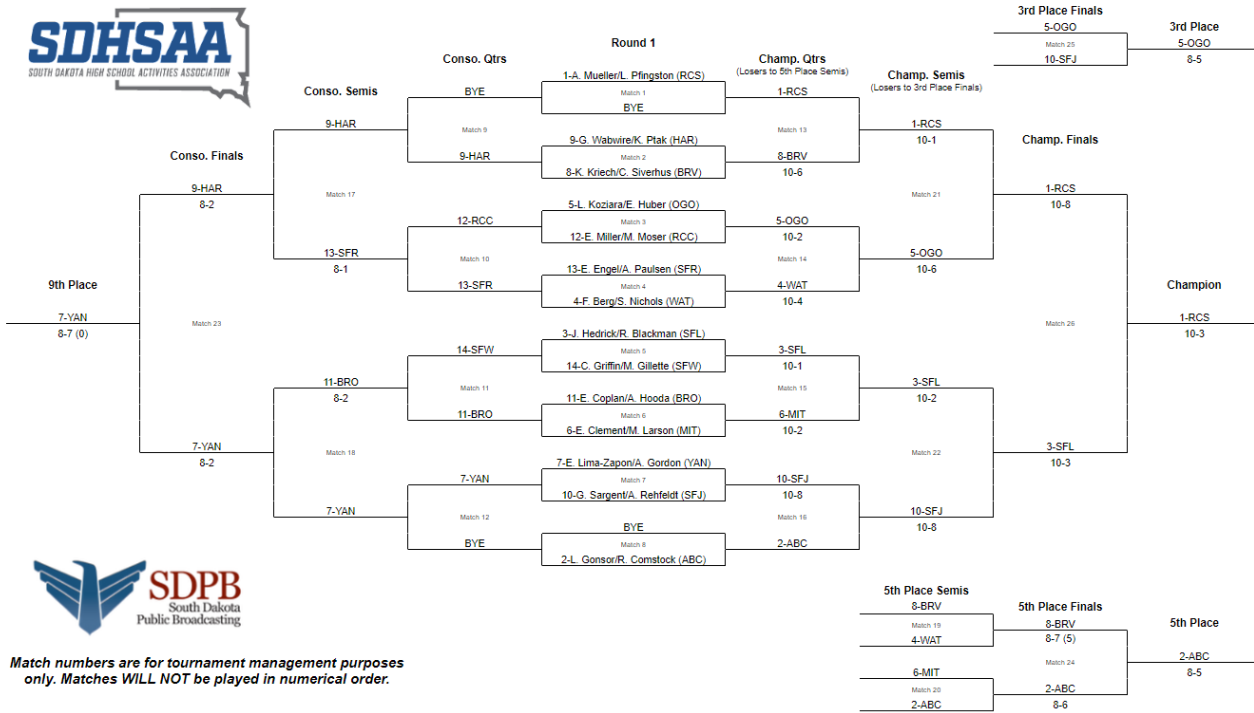 SDHSAA
SOUTH DAKOTA HIGH SCHOOL ACTIVITIES ASSOCIATION
3rd Place Finals
5-OGO
Match 25
10-SFJ
3rd Place
5-OGO
8-5
Round 1
1-A. Mueller/L. Pfingston (RCS)
Match 1
BYE
9-G. Wabwire/K. Ptak (HAR)
Match 2
8-K. Kriech/C. Siverhus (BRV)
5-L. Koziara/E. Huber (OGO)
Match 3
12-E. Miller/M. Moser (RCC)
13-E. Engel/A. Paulsen (SFR)
Match 4
4-F. Berg/S. Nichols (WAT)
3-J. Hedrick/R. Blackman (SFL)
Match 5
14-C. Griffin/M. Gillette (SFW)
11-E. Coplan/A. Hooda (BRO)
Match 6
6-E. Clement/M. Larson (MIT)
7-E. Lima-Zapon/A. Gordon (YAN)
Match 7
10-G. Sargent/A. Rehfeldt (SFJ)
BYE
Match 8
2-L. Gonsor/R. Comstock (ABC)
Conso. Qtrs
BYE
Match 9
9-HAR
12-RCC
Match 10
13-SFR
14-SFW
Match 11
11-BRO
7-YAN
Match 12
BYE
Conso. Semis
9-HAR
Match 17
13-SFR
8-1
11-BRO
8-2
Match 18
7-YAN
Conso. Finals
9-HAR
8-2
Match 23
7-YAN
8-2
9th Place
7-YAN
8-7 (0)
Champ. Qtrs
(Losers to 5th Place Semis)
1-RCS
Match 13
8-BRV
10-6
5-OGO
10-2
Match 14
4-WAT
10-4
3-SFL
10-1
Match 15
6-MIT
10-2
10-SFJ
10-8
Match 16
2-ABC
Champ. Semis
(Losers to 3rd Place Finals)
1-RCS
10-1
Match 21
5-OGO
10-6
3-SFL
10-2
Match 22
10-SFJ
10-8
Champ. Finals
1-RCS
10-8
Match 26
3-SFL
10-3
Champion
1-RCS
10-3
SDPB
South Dakota
Public Broadcasting
Match numbers are for tournament management purposes
only. Matches WILL NOT be played in numerical order.
5th Place Semis
8-BRV
Match 19
4-WAT
6-MIT
Match 20
2-ABC
5th Place Finals
8-BRV
8-7 (5)
Match 24
2-ABC
8-6
5th Place
2-ABC
8-5